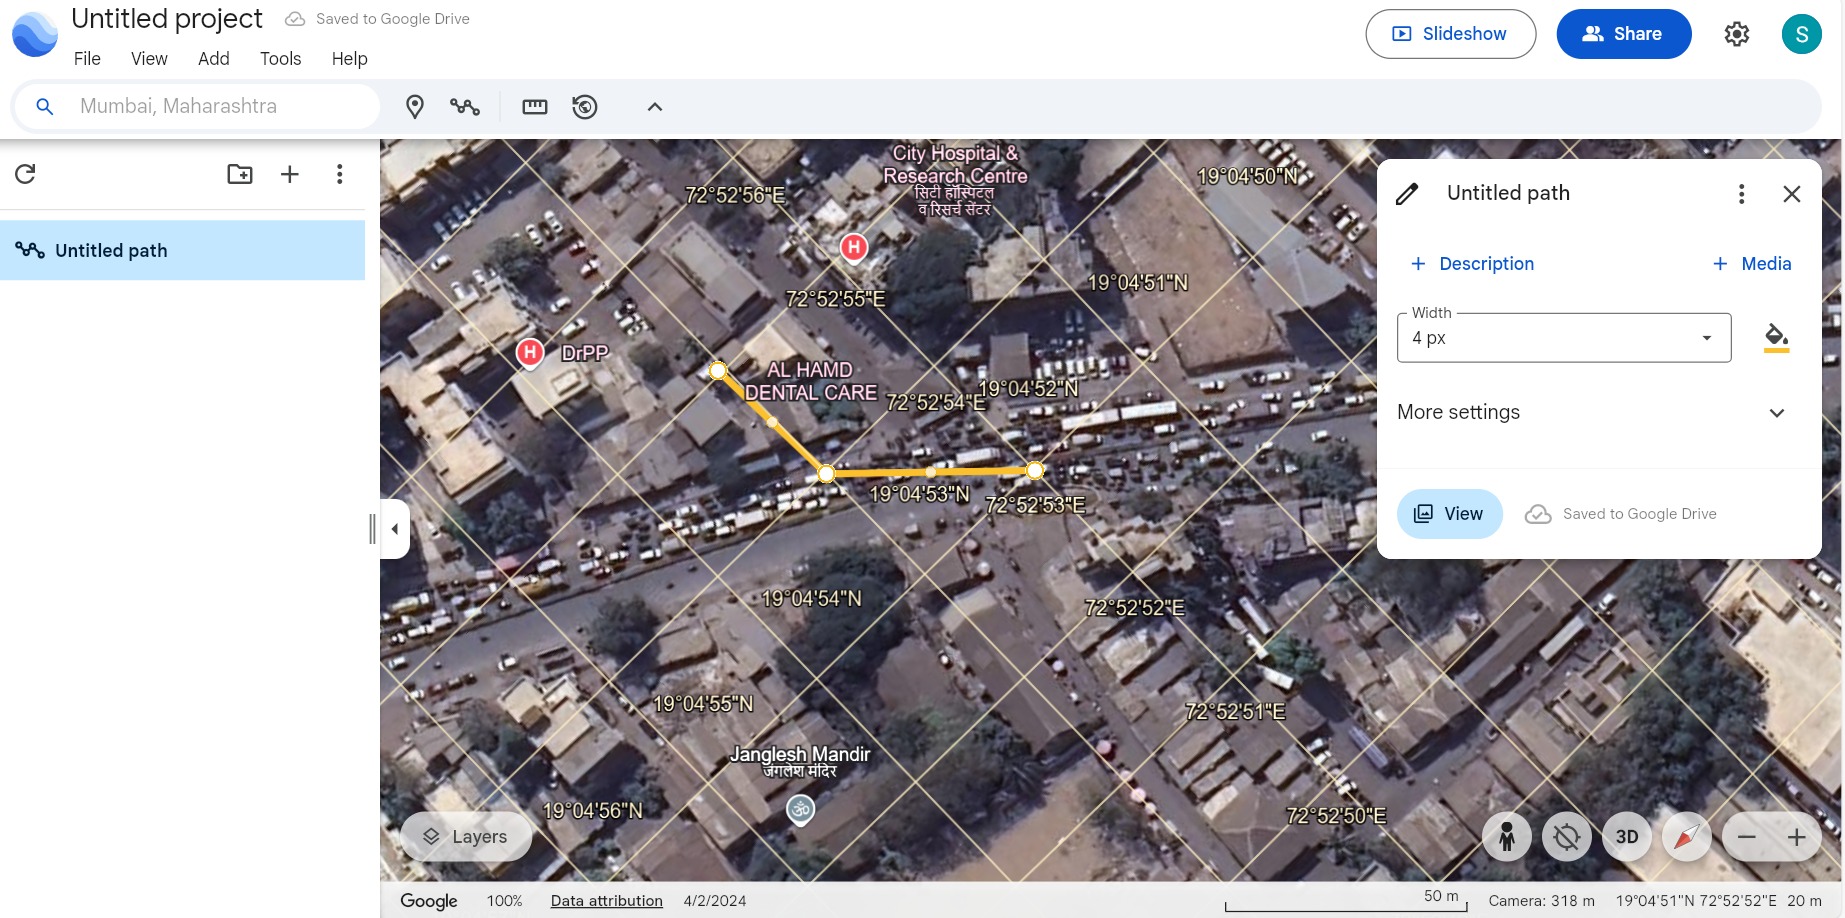 Untitled project
Saved to Google Drive
File View Add Tools Help
Slideshow
Share
S
Mumbai, Maharashtra
Untitled path
City Hospital &
Research Centre
सिटी हॉस्पिटल
व रिसर्च सेंटर
H
72°52'56"E
19°04'50"N
72°52'55"E
19°04'51"N
H
DrPP
AL HAMD
DENTAL CARE
72°52'54"E
19°04'52"N
19°04'53"N
72°52'53"E
19°04'54"N
72°52'52"E
19°04'55"N
72°52'51"E
Janglesh Mandir
जंगलेश मंदिर
ॐ
19°04'56"N
72°52'50"E
Untitled path
+ Description
+ Media
Width
4 px
More settings
View
Saved to Google Drive
Layers
3D
Google
100%
Data attribution
4/2/2024
50 m
Camera: 318 m
19°04'51"N 72°52'52"E
20 m